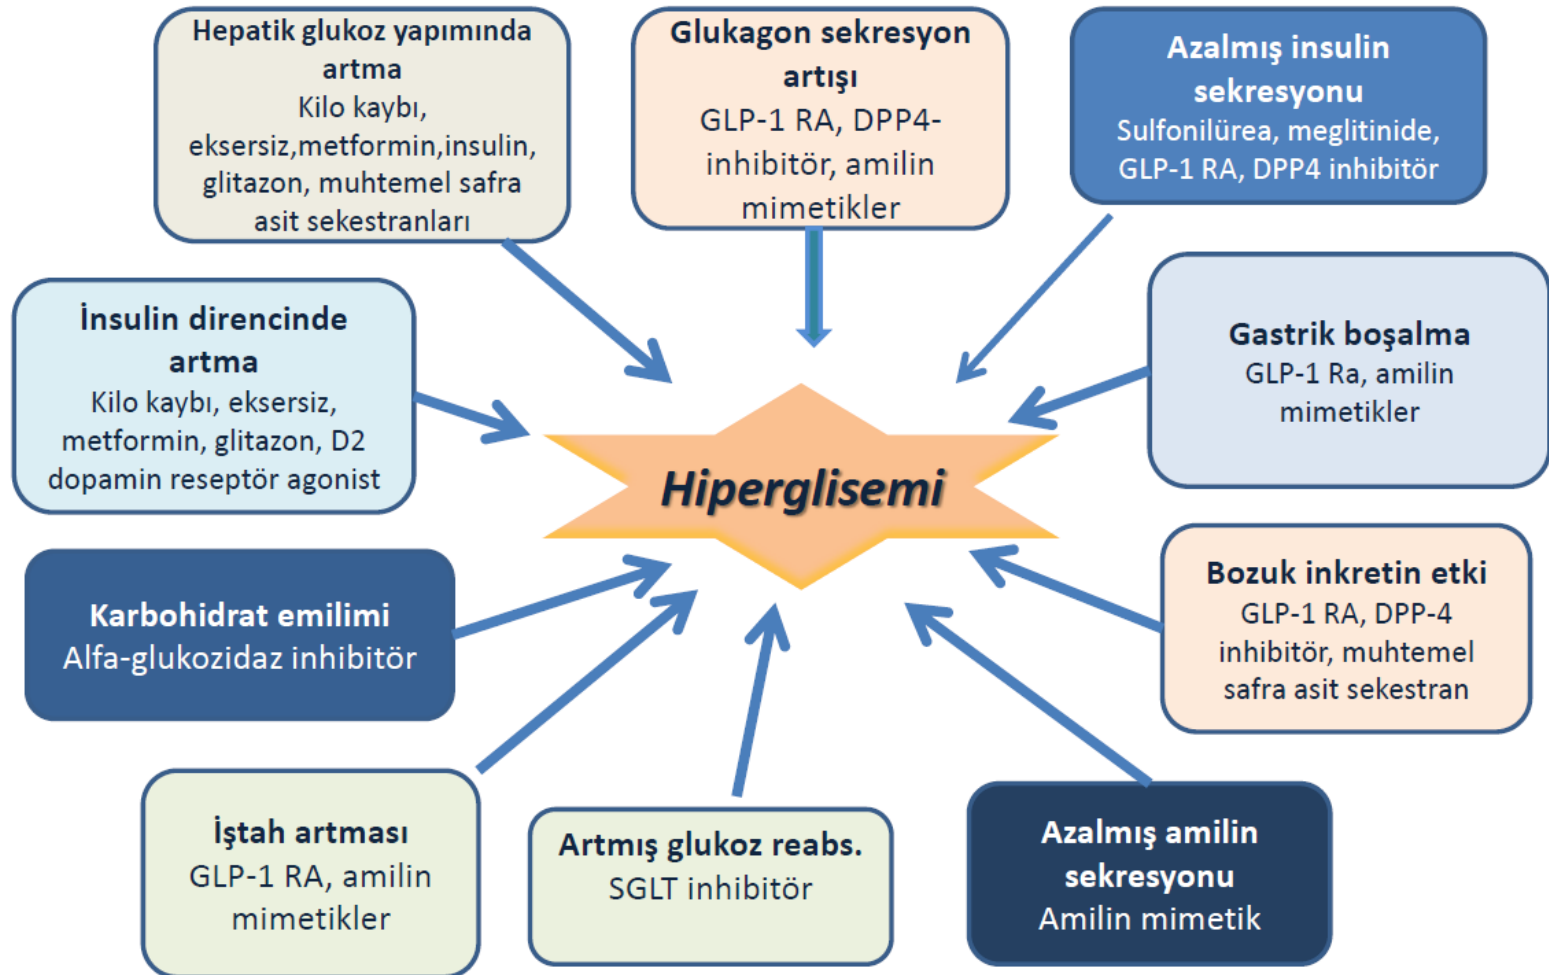 Hepatik glukoz yapımında
artma
Kilo kaybı,
eksersiz,metformin,insulin,
glitazon, muhtemel safra
asit sekestranları
Glukagon sekresyon
artışı
GLP-1 RA, DPP4-
inhibitör, amilin
mimetikler
Azalmış insulin
sekresyonu
Sulfonilürea, meglitinide,
GLP-1 RA, DPP4 inhibitör
İnsulin direncinde
artma
Kilo kaybı, eksersiz,
metformin, glitazon, D2
dopamin reseptör agonist
Gastrik boşalma
GLP-1 Ra, amilin
mimetikler
Hiperglisemi
Karbohidrat emilimi
Alfa-glukozidaz inhibitör
Bozuk inkretin etki
GLP-1 RA, DPP-4
inhibitör, muhtemel
safra asit sekestran
İştah artması
GLP-1 RA, amilin
mimetikler
Artmış glukoz reabs.
SGLT inhibitör
Azalmış amilin
sekresyonu
Amilin mimetik